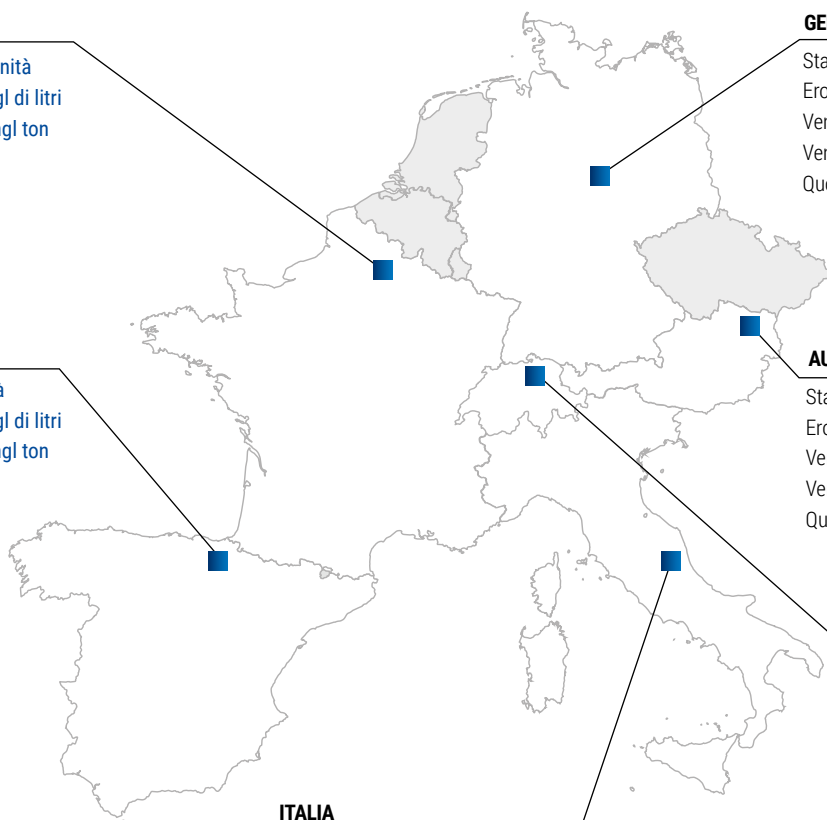 nità
gl di litri
gl ton
à
gl di litri
gl ton
GE
Sta
Ero
Ver
Ver
Que
AU
Sta
Ero
Ve
Ve
Qu
ITALIA